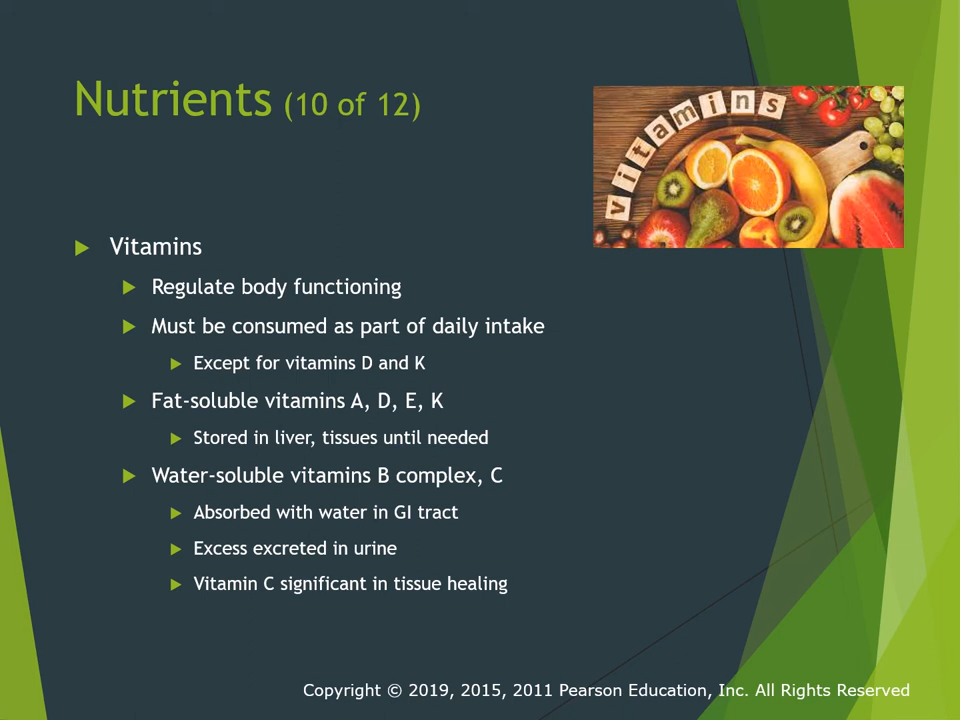 Nutrients (10 of 12)
vitamins
Vitamins
Regulate body functioning
Must be consumed as part of daily intake
Except for vitamins D and K
Fat-soluble vitamins A, D, E, K
Stored in liver, tissues until needed
Water-soluble vitamins B complex, C
Absorbed with water in GI tract
Excess excreted in urine
Vitamin C significant in tissue healing
Copyright © 2019, 2015, 2011 Pearson Education, Inc. All Rights Reserved